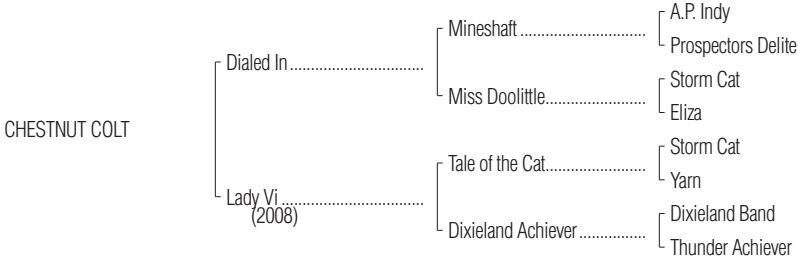 A.P. Indy
Mineshaft ..............................
Prospectors Delite
Dialed In ................................
Storm Cat
Miss Doolittle........................
Eliza
CHESTNUT COLT
Storm Cat
Tale of the Cat........................
Yarn
Lady Vi ..................................
(2008)
Dixieland Band
Dixieland Achiever ................
Thunder Achiever